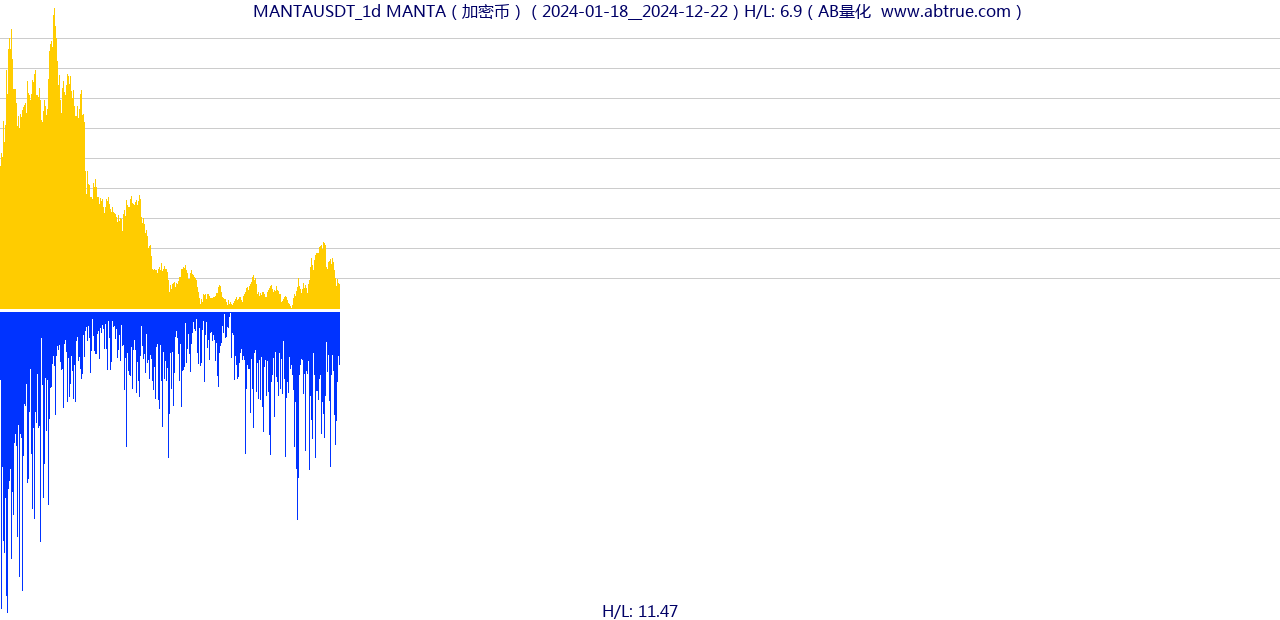 MANTAUSDT_1d MANTA ( 加密币 ) ( 2024-01-18__2024-12-22 ) H/L: 6.9 ( AB量化 www.abtrue.com )
H/L: 11.47